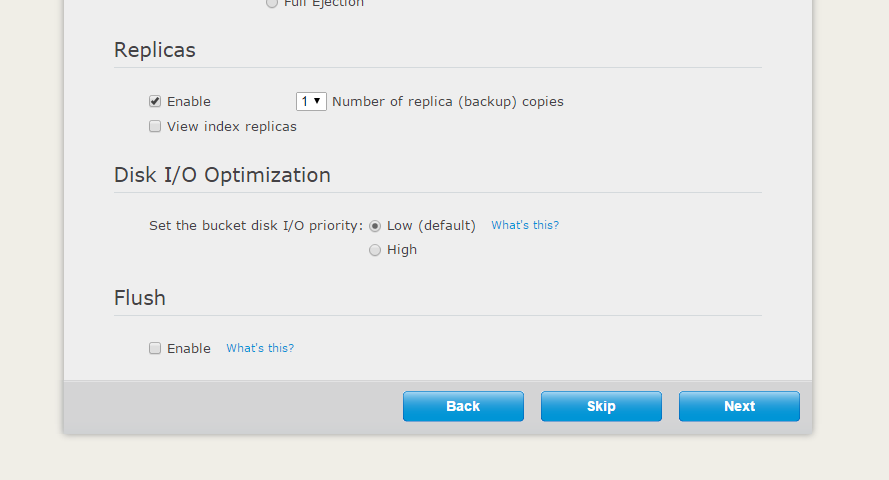 Full Ejection
Replicas
Enable 1 Number of replica (backup) copies
View index replicas
Disk I/O Optimization
Set the bucket disk I/O priority: Low (default) What's this?
High
Flush
Enable What's this?
Back Skip Next